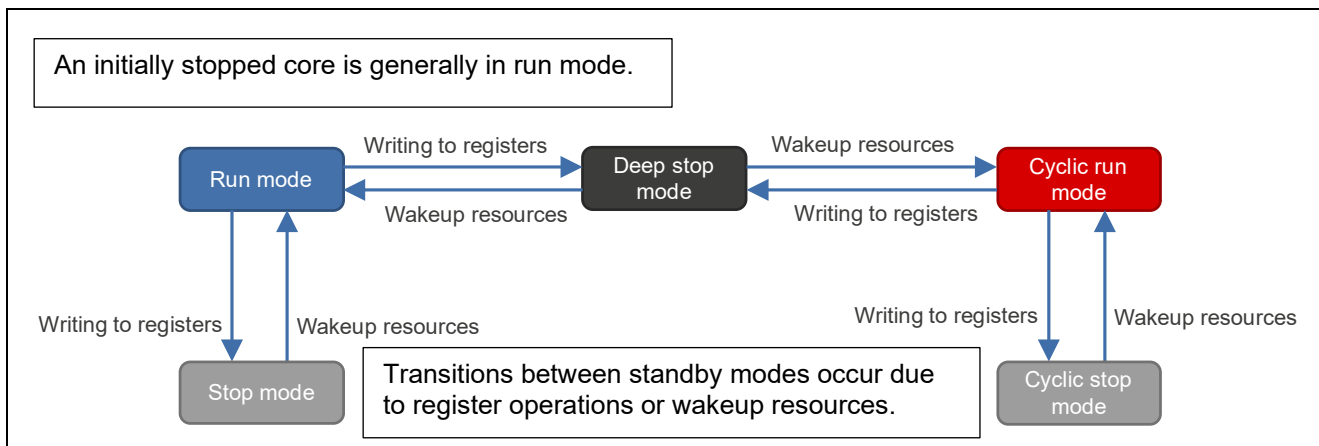 An initially stopped core is generally in run mode.
Writing to registers
Wakeup resources
Run mode
Deep stop
mode
Cyclic run
mode
Wakeup resources
Writing to registers
Writing to registers
Wakeup resources
Writing to registers
Wakeup resources
Stop mode
Transitions between standby modes occur due
to register operations or wakeup resources.
Cyclic stop
mode